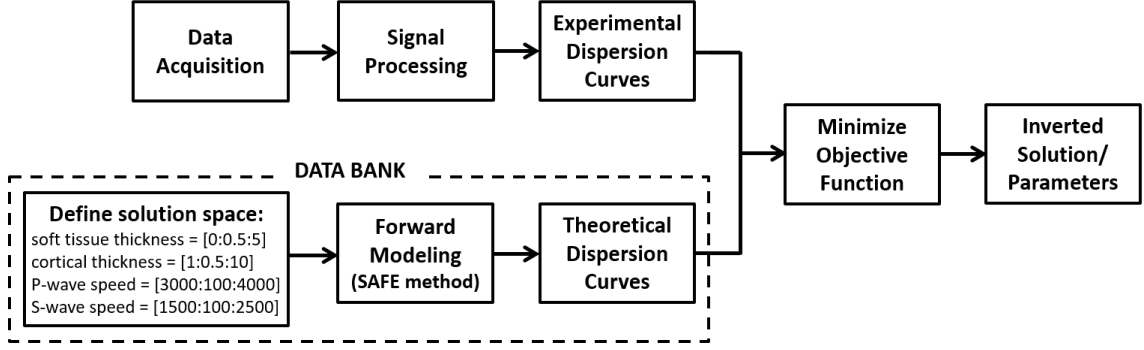 Data
Acquisition
Signal
Processing
Experimental
Dispersion
Curves
Minimize
Objective
Function
Inverted
Solution/
Parameters
DATA BANK
Define solution space:
soft tissue thickness = [0:0.5:5]
cortical thickness = [1:0.5:10]
P-wave speed = [3000:100:4000]
S-wave speed = [1500:100:2500]
Forward
Modeling
(SAFE method)
Theoretical
Dispersion
Curves